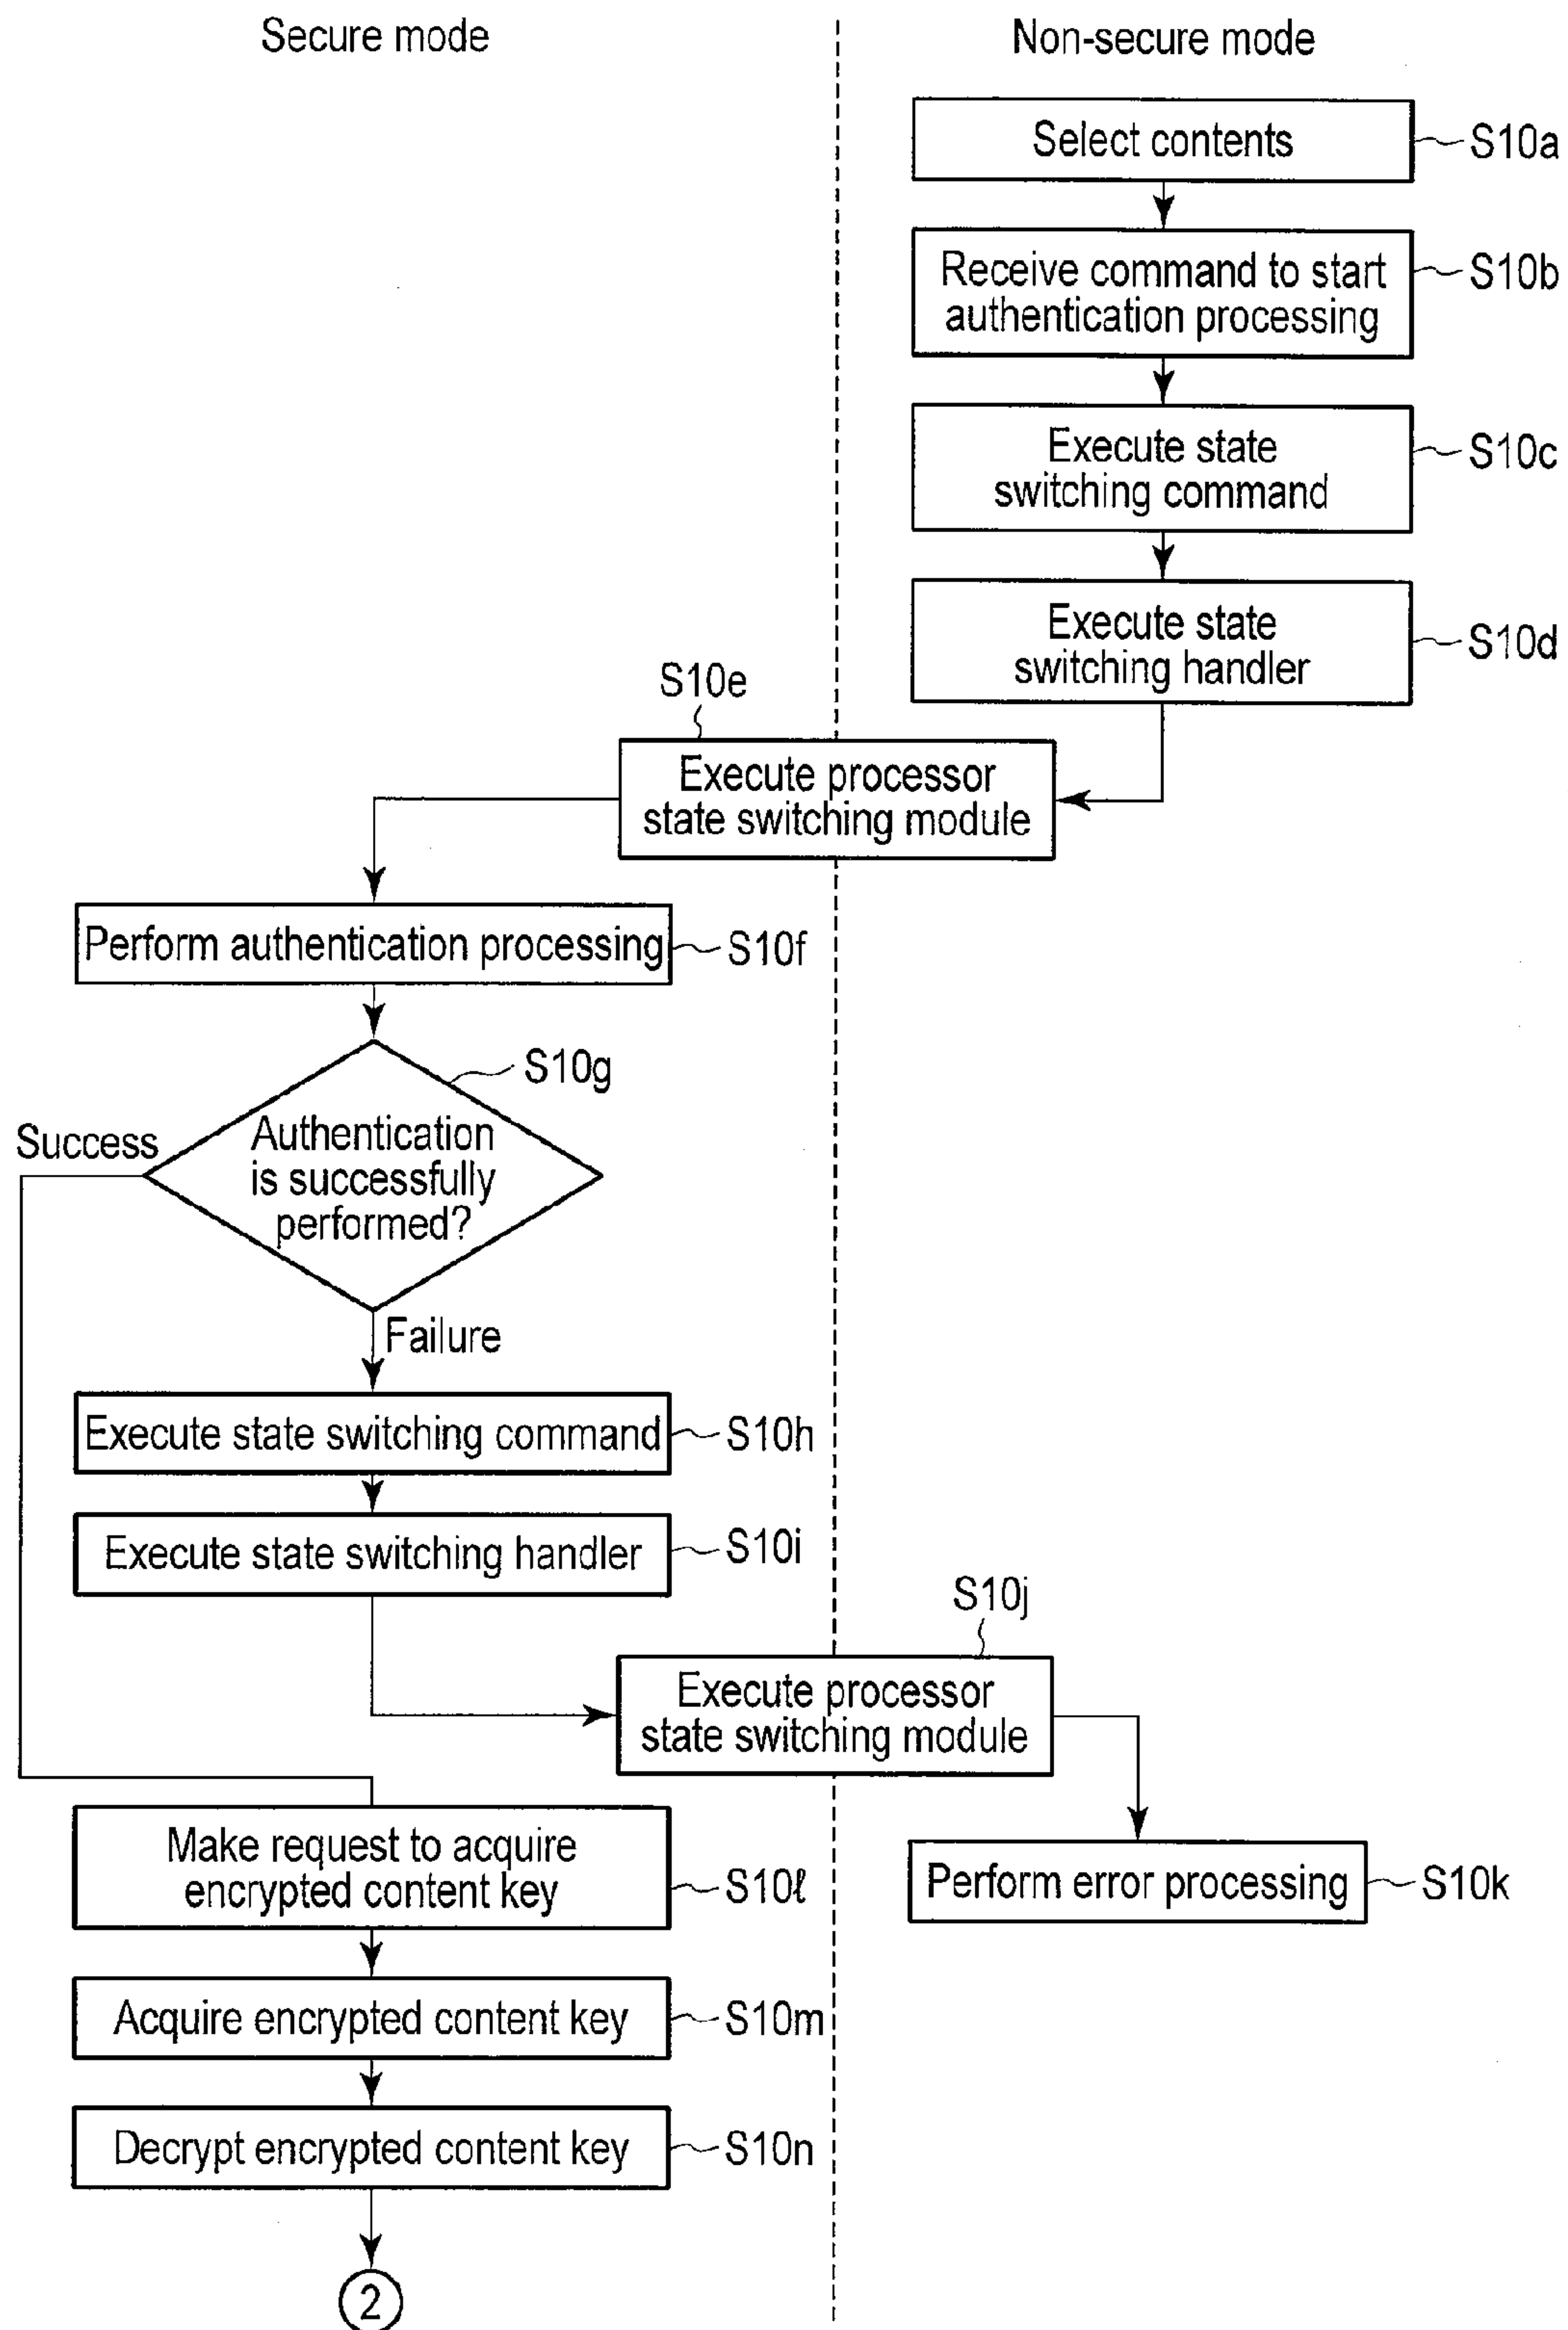 Secure mode
Non-secure mode
Select contents
S10a
Receive command to start
authentication processing
S10b
Execute state
switching command
S10c
Execute state
switching handler
S10d
S10e
Execute processor
state switching module
Perform authentication processing
S10f
S10g
Success
Authentication
is successfully
performed?
Failure
Execute state switching command
S10h
Execute state switching handler
S10i
S10j
Execute processor
state switching module
Make request to acquire
encrypted content key
S10ℓ
Perform error processing
S10k
Acquire encrypted content key
S10m
Decrypt encrypted content key
S10n
2